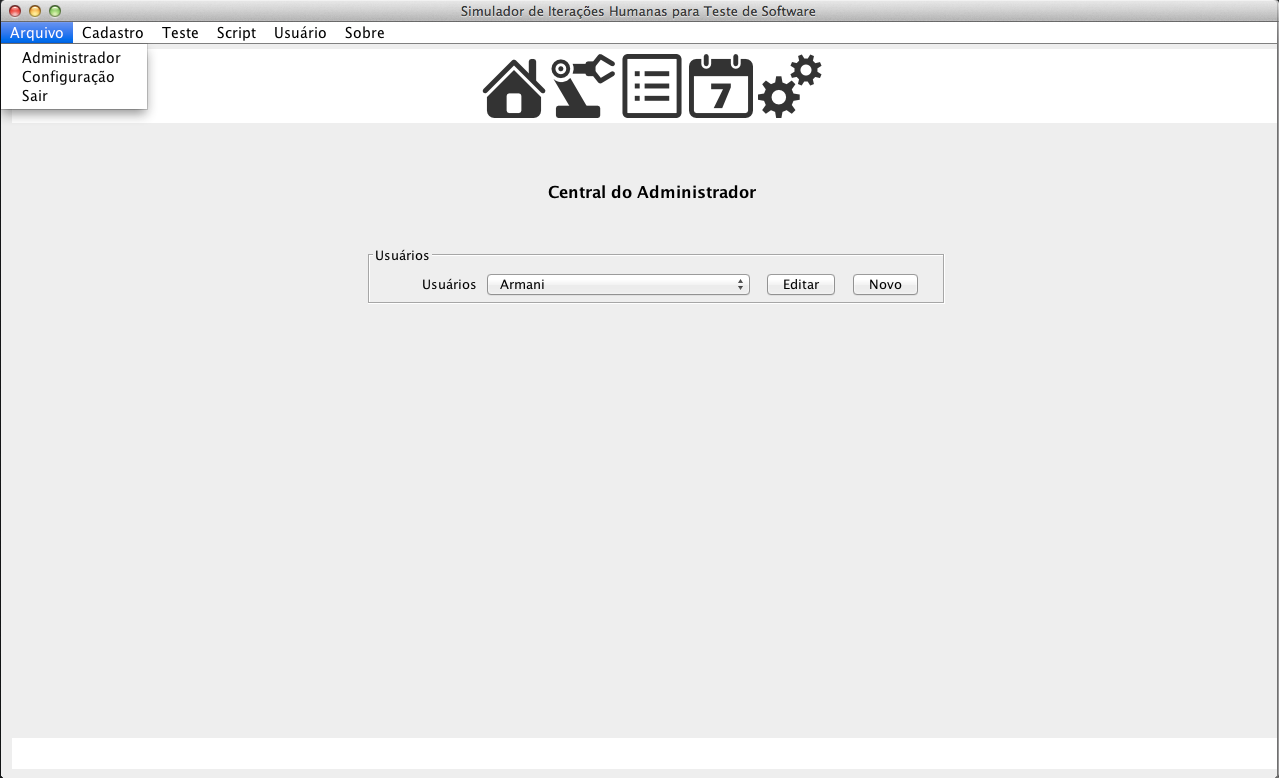 Simulador de Iterações Humanas para Teste de Software
Arquivo Cadastro Teste Script Usuário Sobre
Administrador
Configuração
Sair
7
Central do Administrador
Usuários
Usuários Armani Editar Novo